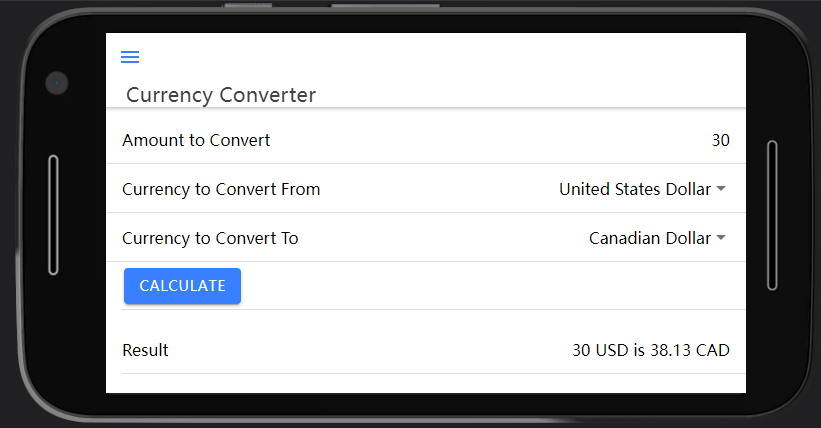 Currency Converter
Amount to Convert 30
Currency to Convert From United States Dollar
Currency to Convert To Canadian Dollar
CALCULATE
Result 30 USD is 38.13 CAD